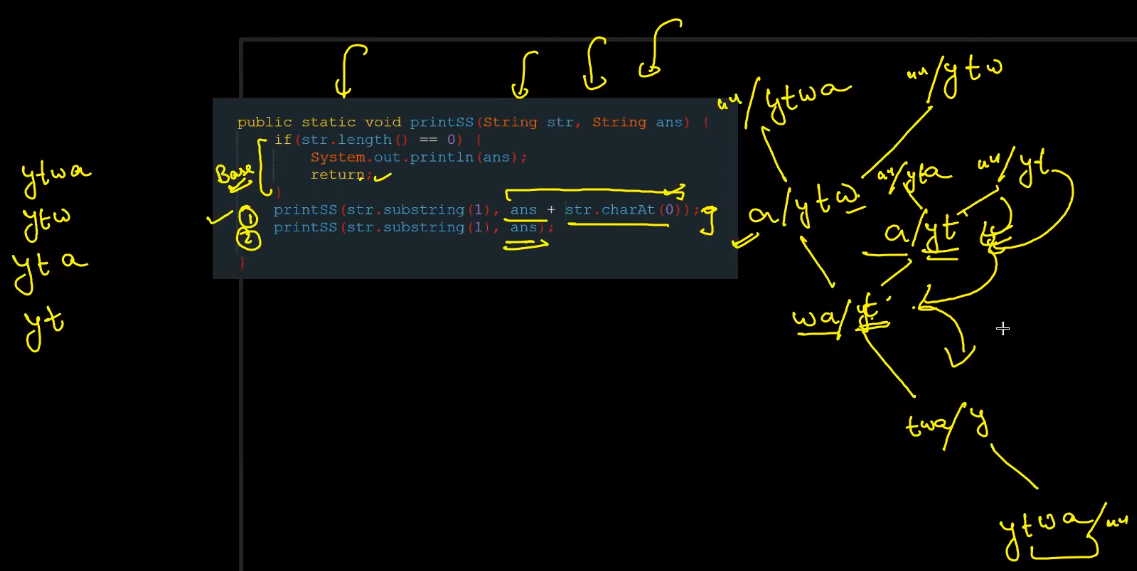 ""/ytw
""/ytwa
public static void printSS(String str, String ans) {
if(str.length() == 0) {
System.out.println(ans);
return;
}
printSS(str.substring(1), ans + str.charAt(0));
printSS(str.substring(1), ans);
}
Base
①
②
ytwa
ytw
yta
yt
""/yta
""/yt
a/ytw
a/yt
wa/yt
twa/y
ytwa/""